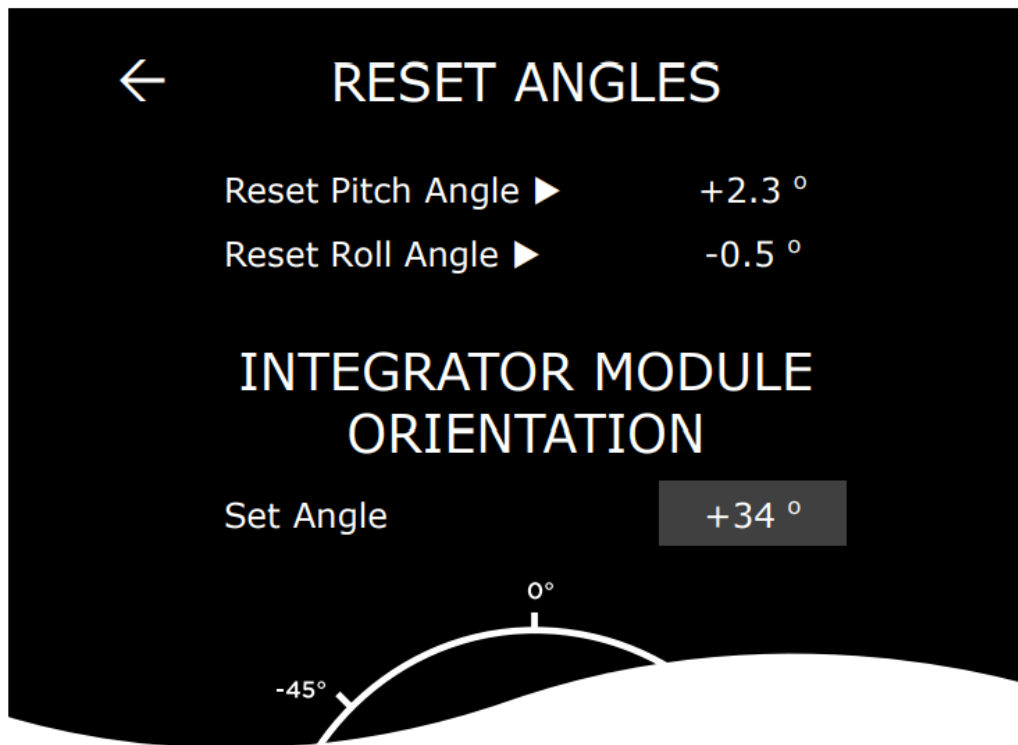 ← RESET ANGLES
Reset Pitch Angle ▶ +2.3 °
Reset Roll Angle ▶ -0.5 °
INTEGRATOR MODULE
ORIENTATION
Set Angle +34 °
0°
-45°